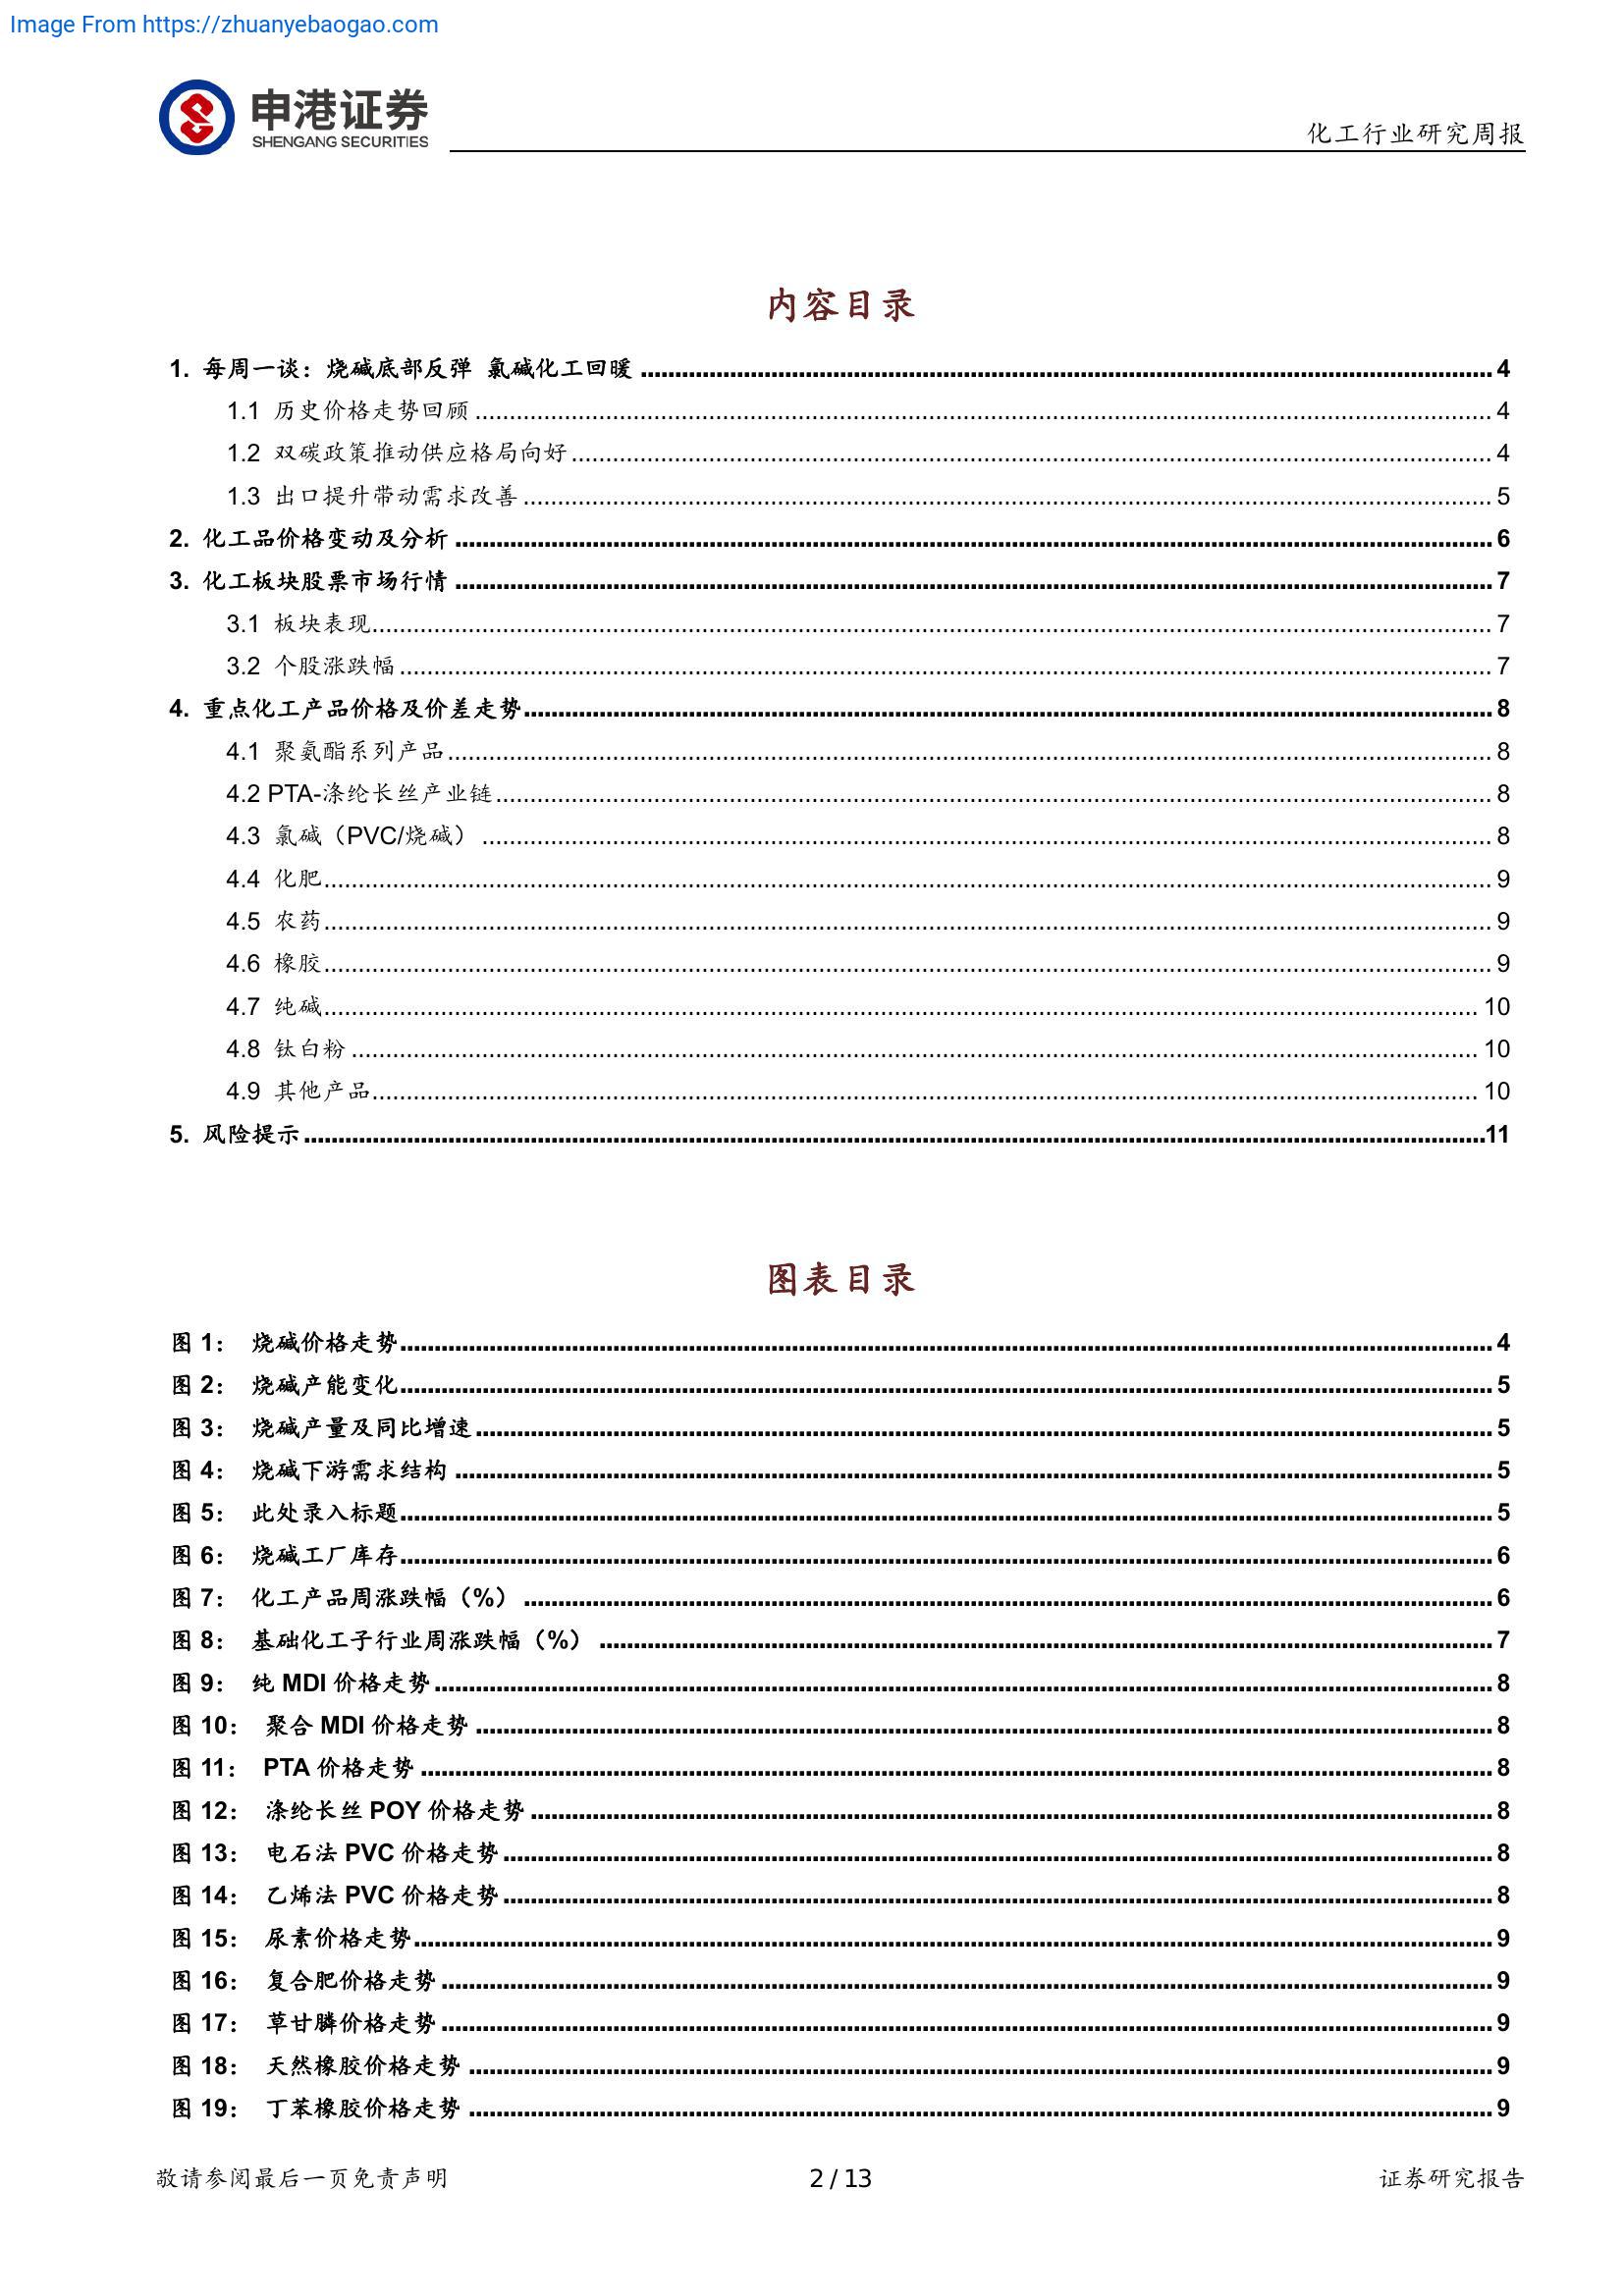 Image From https://zhuanyebaogao.com
申港证券
SHENGANG SECURITIES
化工行业研究周报
内容目录
1. 每周一谈：烧碱底部反弹 氯碱化工回暖 4
1.1 历史价格走势回顾 4
1.2 双碳政策推动供应格局向好 4
1.3 出口提升带动需求改善 5
2. 化工品价格变动及分析 6
3. 化工板块股票市场行情 7
3.1 板块表现 7
3.2 个股涨跌幅 7
4. 重点化工产品价格及价差走势 8
4.1 聚氨酯系列产品 8
4.2 PTA-涤纶长丝产业链 8
4.3 氯碱（PVC/烧碱） 8
4.4 化肥 9
4.5 农药 9
4.6 橡胶 9
4.7 纯碱 10
4.8 钛白粉 10
4.9 其他产品 10
5. 风险提示 11
图表目录
图 1： 烧碱价格走势 4
图 2： 烧碱产能变化 5
图 3： 烧碱产量及同比增速 5
图 4： 烧碱下游需求结构 5
图 5： 此处录入标题 5
图 6： 烧碱工厂库存 6
图 7： 化工产品周涨跌幅（%） 6
图 8： 基础化工子行业周涨跌幅（%） 7
图 9： 纯 MDI 价格走势 8
图 10： 聚合 MDI 价格走势 8
图 11： PTA 价格走势 8
图 12： 涤纶长丝 POY 价格走势 8
图 13： 电石法 PVC 价格走势 8
图 14： 乙烯法 PVC 价格走势 8
图 15： 尿素价格走势 9
图 16： 复合肥价格走势 9
图 17： 草甘膦价格走势 9
图 18： 天然橡胶价格走势 9
图 19： 丁苯橡胶价格走势 9
敬请参阅最后一页免责声明
2 / 13
证券研究报告